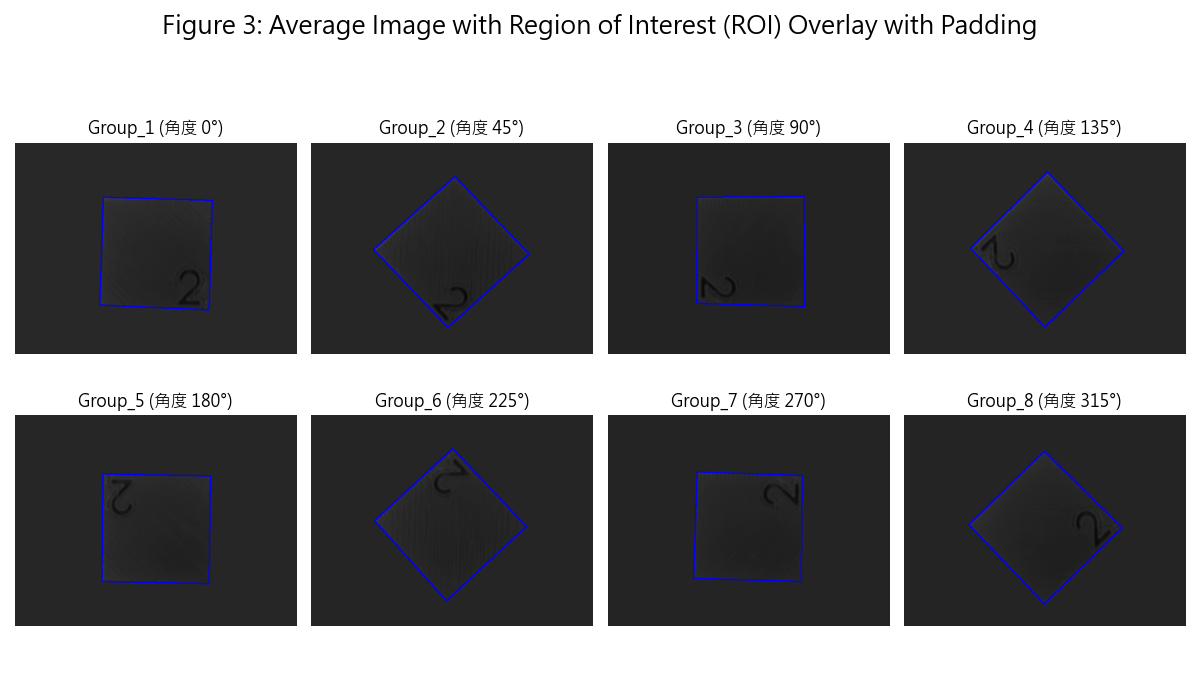 Figure 3: Average Image with Region of Interest (ROI) Overlay with Padding
Group_1 (角度 0°)
Group_2 (角度 45°)
Group_3 (角度 90°)
Group_4 (角度 135°)
2
2
2
2
Group_5 (角度 180°)
Group_6 (角度 225°)
Group_7 (角度 270°)
Group_8 (角度 315°)
2
2
2
2